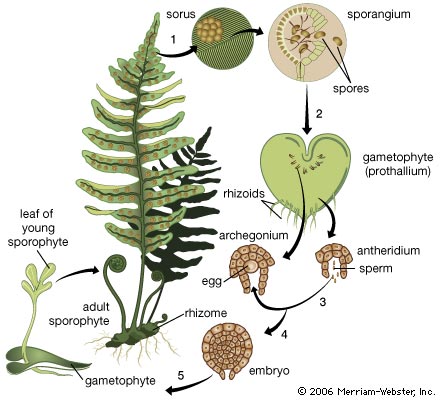 sorus
sporangium
1
spores
2
gametophyte
(prothallium)
rhizoids
leaf of
young
sporophyte
archegonium
antheridium
egg
sperm
3
adult
sporophyte
rhizome
4
embryo
5
gametophyte
© 2006 Merriam-Webster, Inc.